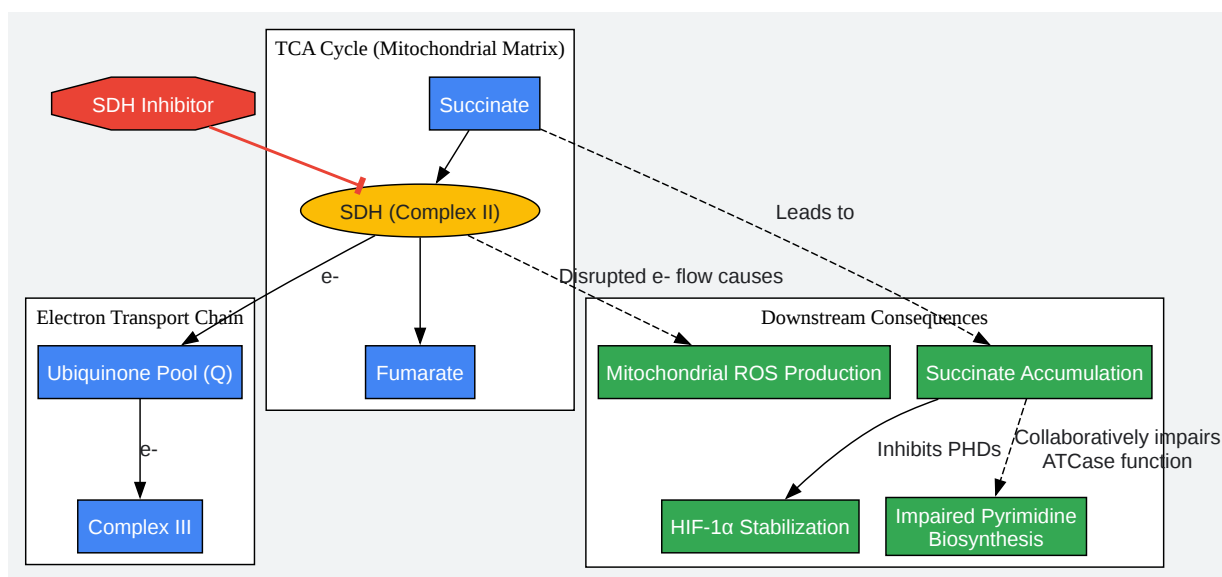 TCA Cycle (Mitochondrial Matrix)
SDH Inhibitor
Succinate
SDH (Complex II)
Leads to
e-
Disrupted e- flow causes
Electron Transport Chain
Downstream Consequences
Ubiquinone Pool (Q)
Fumarate
Mitochondrial ROS Production
Succinate Accumulation
e-
Inhibits PHDs
Collaboratively impairs
ATCase function
Complex III
HIF-1α Stabilization
Impaired Pyrimidine
Biosynthesis